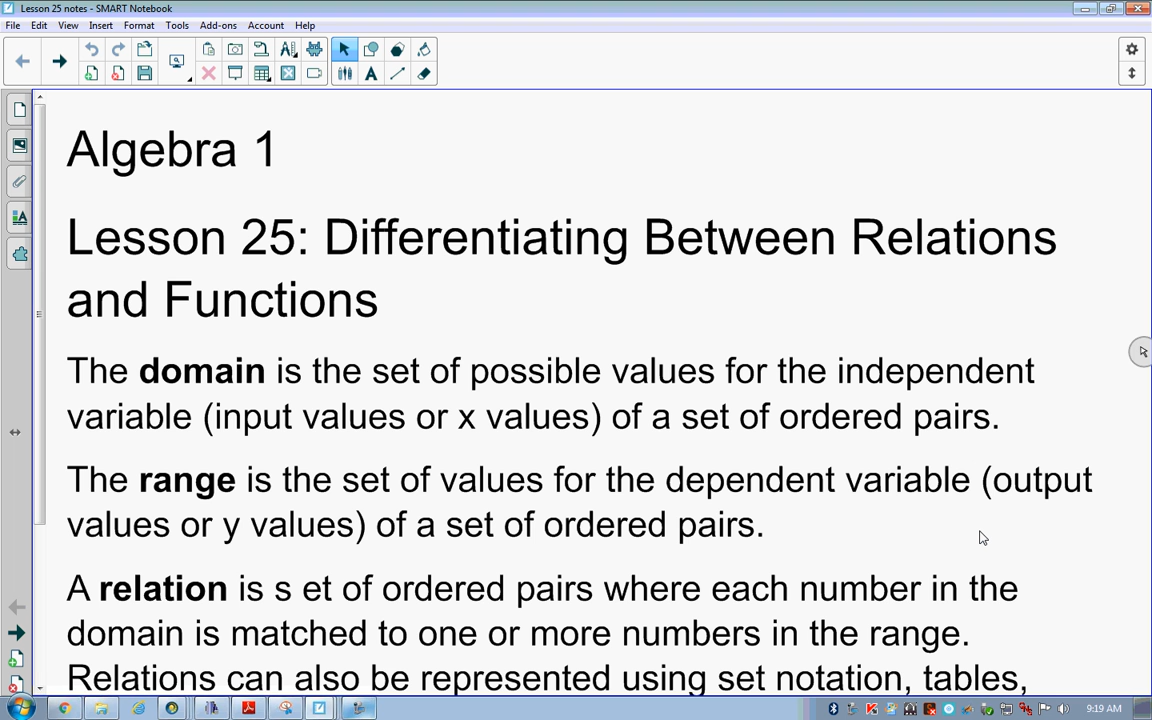 Lesson 25 notes - SMART Notebook
File Edit View Insert Format Tools Add-ons Account Help
Algebra 1
Lesson 25: Differentiating Between Relations
and Functions
The domain is the set of possible values for the independent
variable (input values or x values) of a set of ordered pairs.
The range is the set of values for the dependent variable (output
values or y values) of a set of ordered pairs.
A relation is s et of ordered pairs where each number in the
domain is matched to one or more numbers in the range.
Relations can also be represented using set notation, tables,
9:19 AM